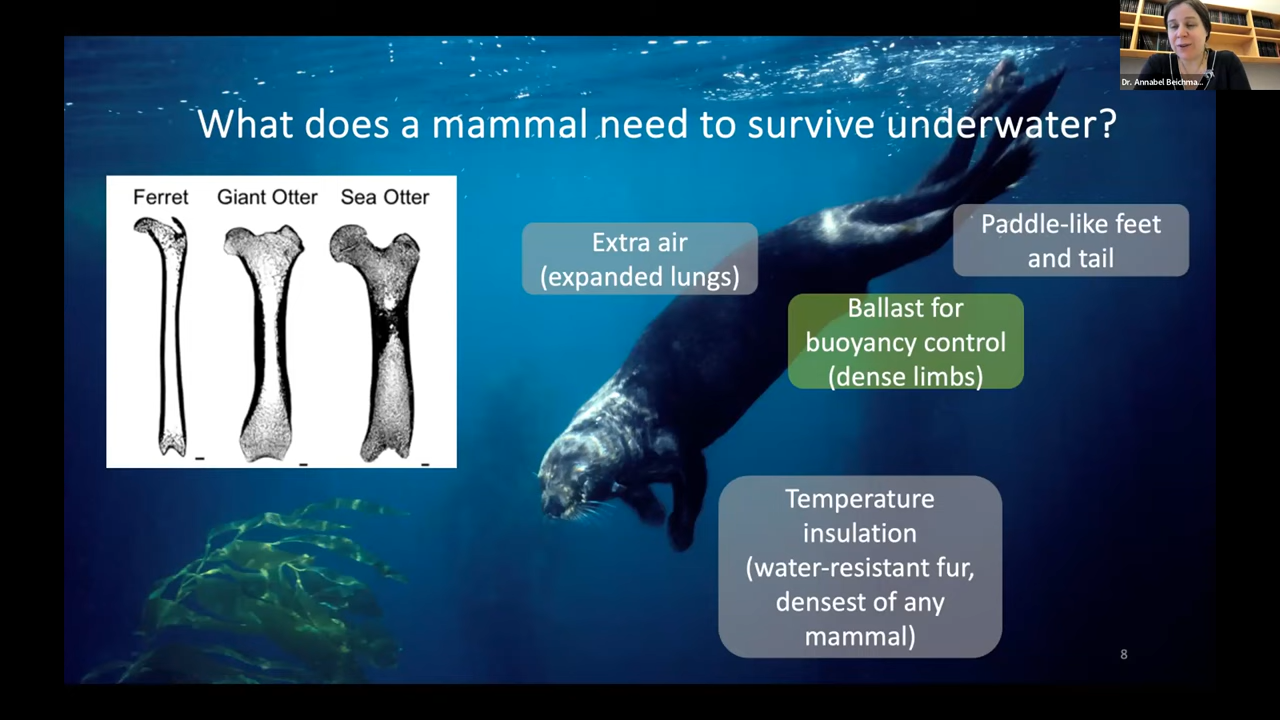 Dr. Annabel Beichma...
What does a mammal need to survive underwater?
Ferret Giant Otter Sea Otter
Extra air
(expanded lungs)
Paddle-like feet
and tail
Ballast for
buoyancy control
(dense limbs)
Temperature
insulation
(water-resistant fur,
densest of any
mammal)
8